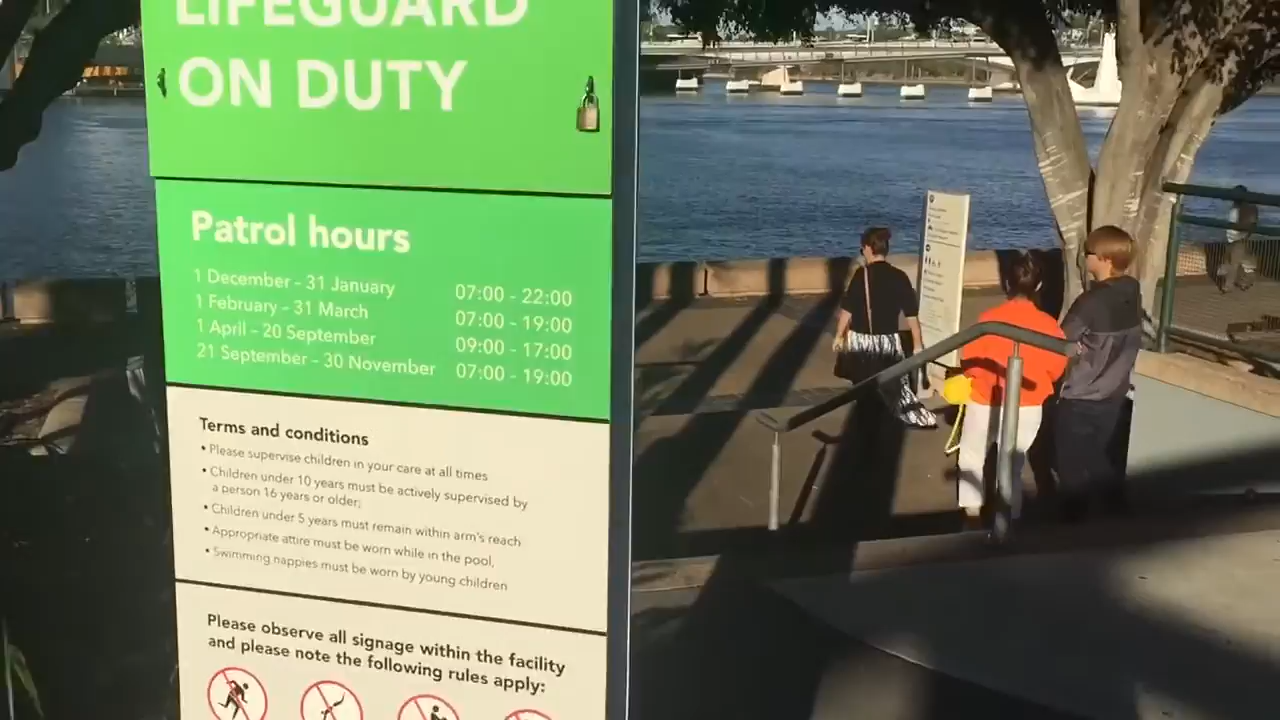 LIFEGUARD
ON DUTY
Patrol hours
1 December - 31 January 07:00 - 22:00
1 February - 31 March 07:00 - 19:00
1 April - 20 September 09:00 - 17:00
21 September - 30 November 07:00 - 19:00
Terms and conditions
• Please supervise children in your care at all times
• Children under 10 years must be actively supervised by
a person 16 years or older;
• Children under 5 years must remain within arm's reach
• Appropriate attire must be worn while in the pool,
• Swimming nappies must be worn by young children
Please observe all signage within the facility
and please note the following rules apply: